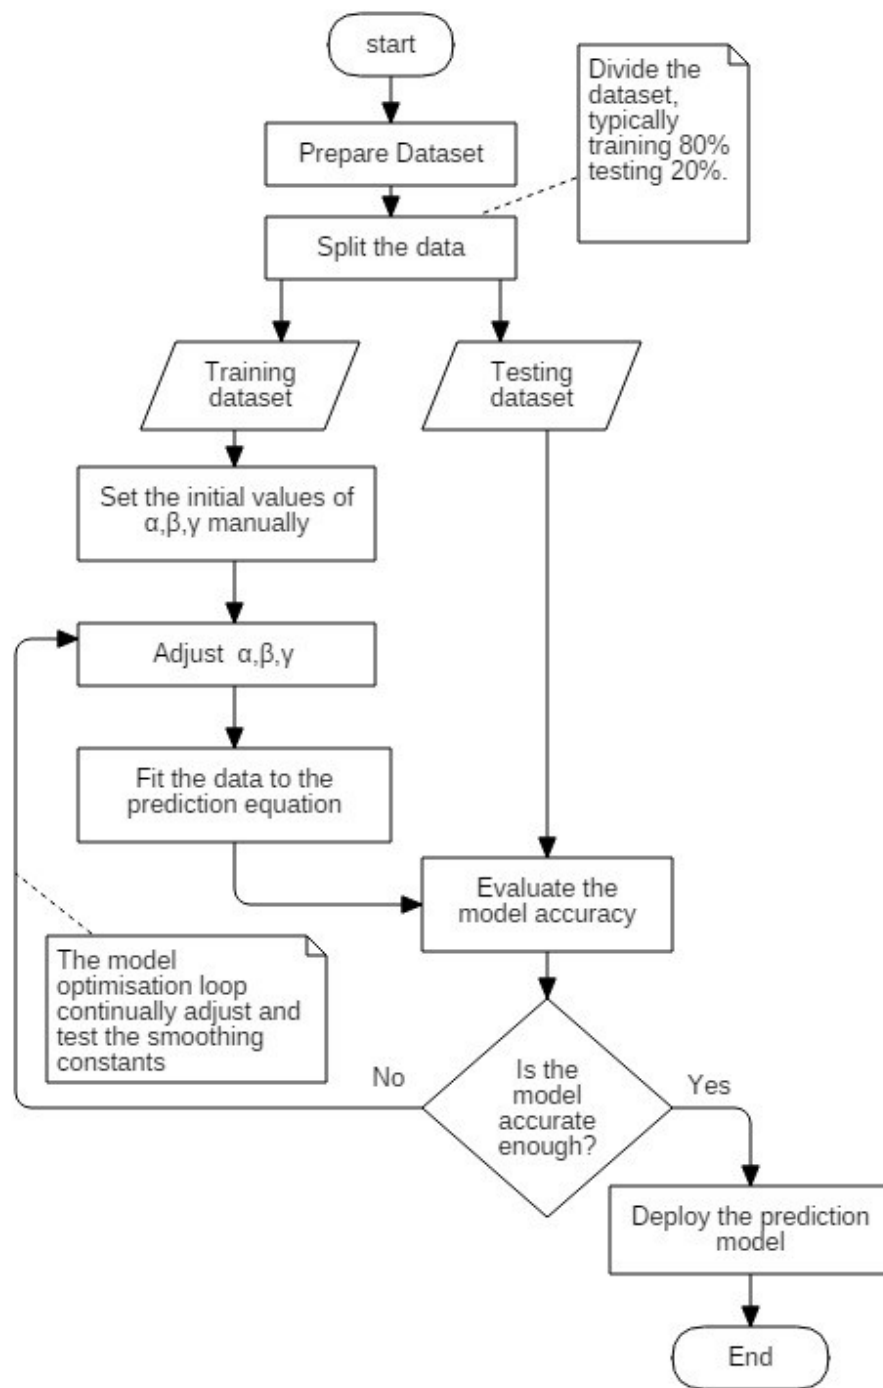 start
Divide the
dataset,
typically
training 80%
testing 20%.
Prepare Dataset
Split the data
Training
dataset
Testing
dataset
Set the initial values of
α,β,γ manually
Adjust α,β,γ
Fit the data to the
prediction equation
Evaluate the
model accuracy
The model
optimisation loop
continually adjust and
test the smoothing
constants
No
Is the
model
accurate
enough?
Yes
Deploy the prediction
model
End